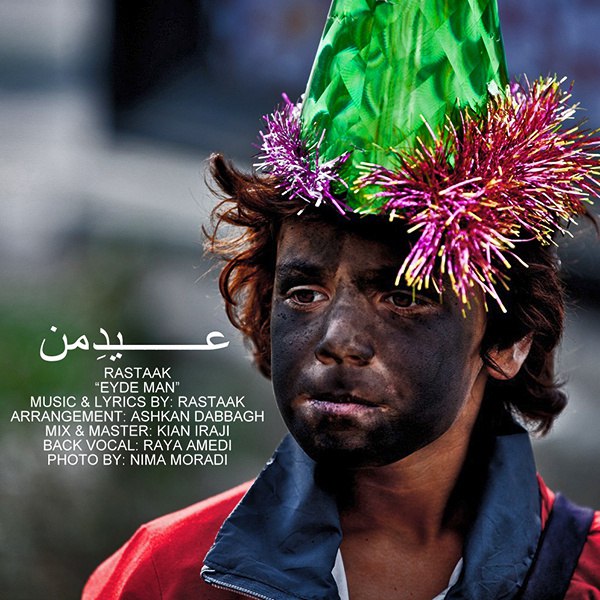 عیدِ من
RASTAAK
“EYDE MAN”
MUSIC & LYRICS BY: RASTAAK
ARRANGEMENT: ASHKAN DABBAGH
MIX & MASTER: KIAN IRAJI
BACK VOCAL: RAYA AMEDI
PHOTO BY: NIMA MORADI